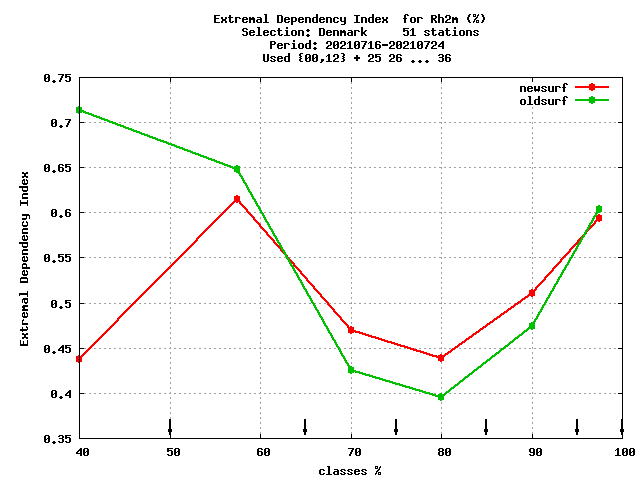 Extremal Dependency Index  for Rh2m (%)
Selection: Denmark     51 stations
Period: 20210716-20210724
Used {00,12} + 25 26 ... 36
0.75
0.7
0.65
0.6
0.55
0.5
0.45
0.4
0.35
Extremal Dependency Index
newsurf
oldsurf
40 50 60 70 80 90 100
classes %